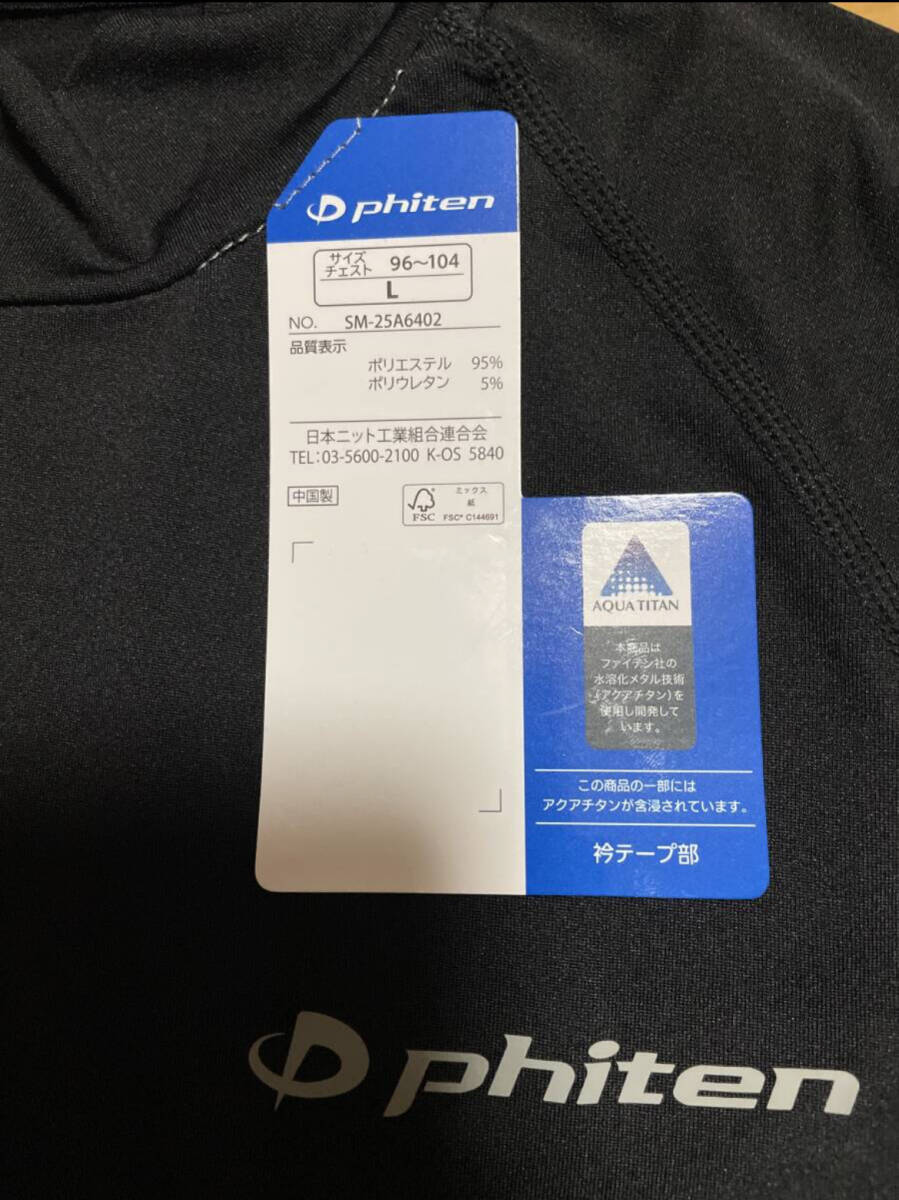 phiten
サイズ
チェスト 96～104
L
NO. SM-25A6402
品質表示
ポリエステル 95%
ポリウレタン 5%
日本ニット工業組合連合会
TEL:03-5600-2100 K-OS 5840
中国製
ミックス
紙
FSC FSC® C144691
AQUA TITAN
本商品は
ファイテン社の
水溶化メタル技術
(アクアチタン)を
使用し開発して
います。
この商品の一部には
アクアチタンが含浸されています。
衿テープ部
phiten